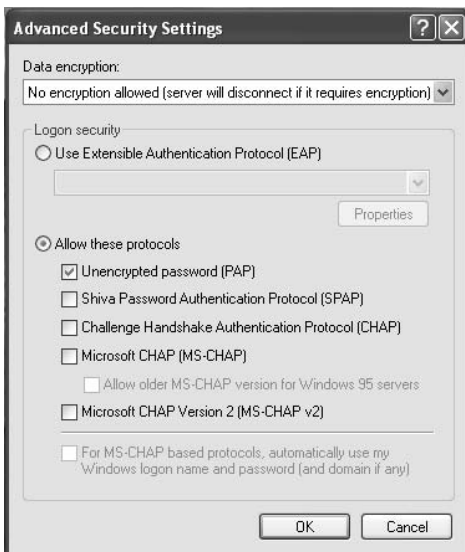 Advanced Security Settings
Data encryption:
No encryption allowed (server will disconnect if it requires encryption)
Logon security
Use Extensible Authentication Protocol (EAP)
Properties
Allow these protocols
Unencrypted password (PAP)
Shiva Password Authentication Protocol (SPAP)
Challenge Handshake Authentication Protocol (CHAP)
Microsoft CHAP (MS-CHAP)
Allow older MS-CHAP version for Windows 95 servers
Microsoft CHAP Version 2 (MS-CHAP v2)
For MS-CHAP based protocols, automatically use my
Windows logon name and password (and domain if any)
OK
Cancel